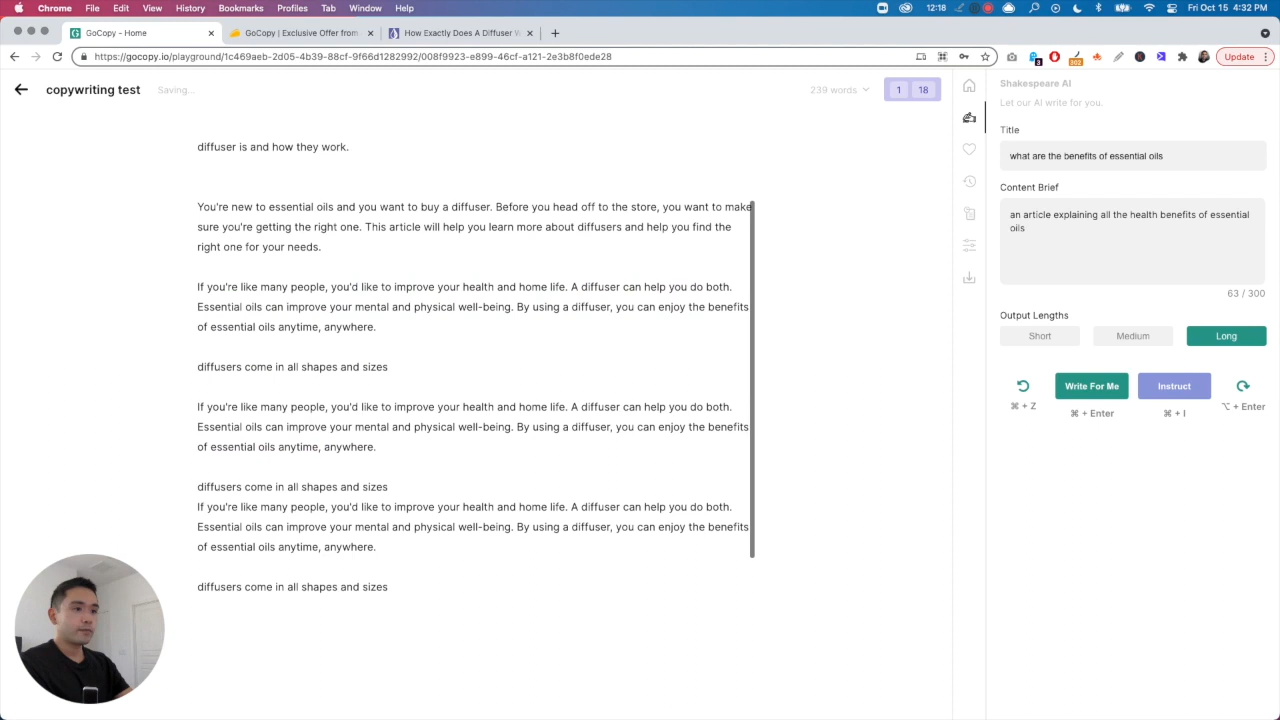 Chrome File Edit View History Bookmarks Profiles Tab Window Help 12:15 Fri Oct 15 4:32 PM
GoCopy - Home GoCopy | Exclusive Offer from How Exactly Does A Diffuser W
https://gocopy.io/playground/1c469aeb-2d05-4b39-88cf-9f66d1282992/008f9923-e899-46cf-a121-2e3b8f0ede28 3 302 Update
copywriting test Saving... 239 words 1 18
diffuser is and how they work.
You're new to essential oils and you want to buy a diffuser. Before you head off to the store, you want to make
sure you're getting the right one. This article will help you learn more about diffusers and help you find the
right one for your needs.
If you're like many people, you'd like to improve your health and home life. A diffuser can help you do both.
Essential oils can improve your mental and physical well-being. By using a diffuser, you can enjoy the benefits
of essential oils anytime, anywhere.
diffusers come in all shapes and sizes
If you're like many people, you'd like to improve your health and home life. A diffuser can help you do both.
Essential oils can improve your mental and physical well-being. By using a diffuser, you can enjoy the benefits
of essential oils anytime, anywhere.
diffusers come in all shapes and sizes
If you're like many people, you'd like to improve your health and home life. A diffuser can help you do both.
Essential oils can improve your mental and physical well-being. By using a diffuser, you can enjoy the benefits
of essential oils anytime, anywhere.
diffusers come in all shapes and sizes
Shakespeare AI
Let our AI write for you.
Title
what are the benefits of essential oils
Content Brief
an article explaining all the health benefits of essential
oils
63 / 300
Output Lengths
Short Medium Long
Write For Me Instruct
⌘ + Z ⌘ + Enter ⌘ + I ⌥ + Enter